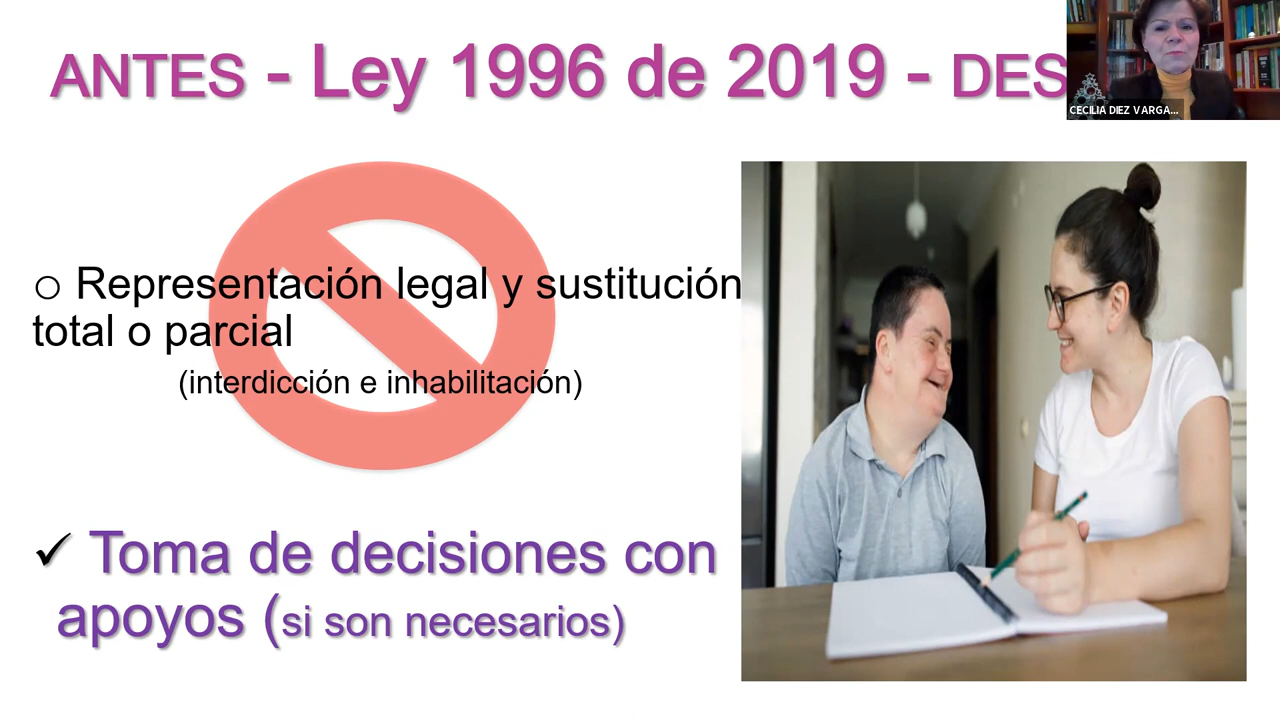 ANTES - Ley 1996 de 2019 - DES
CECILIA DIEZ VARGA...
o Representación legal y sustitución
total o parcial
(interdicción e inhabilitación)
✓ Toma de decisiones con
apoyos (si son necesarios)